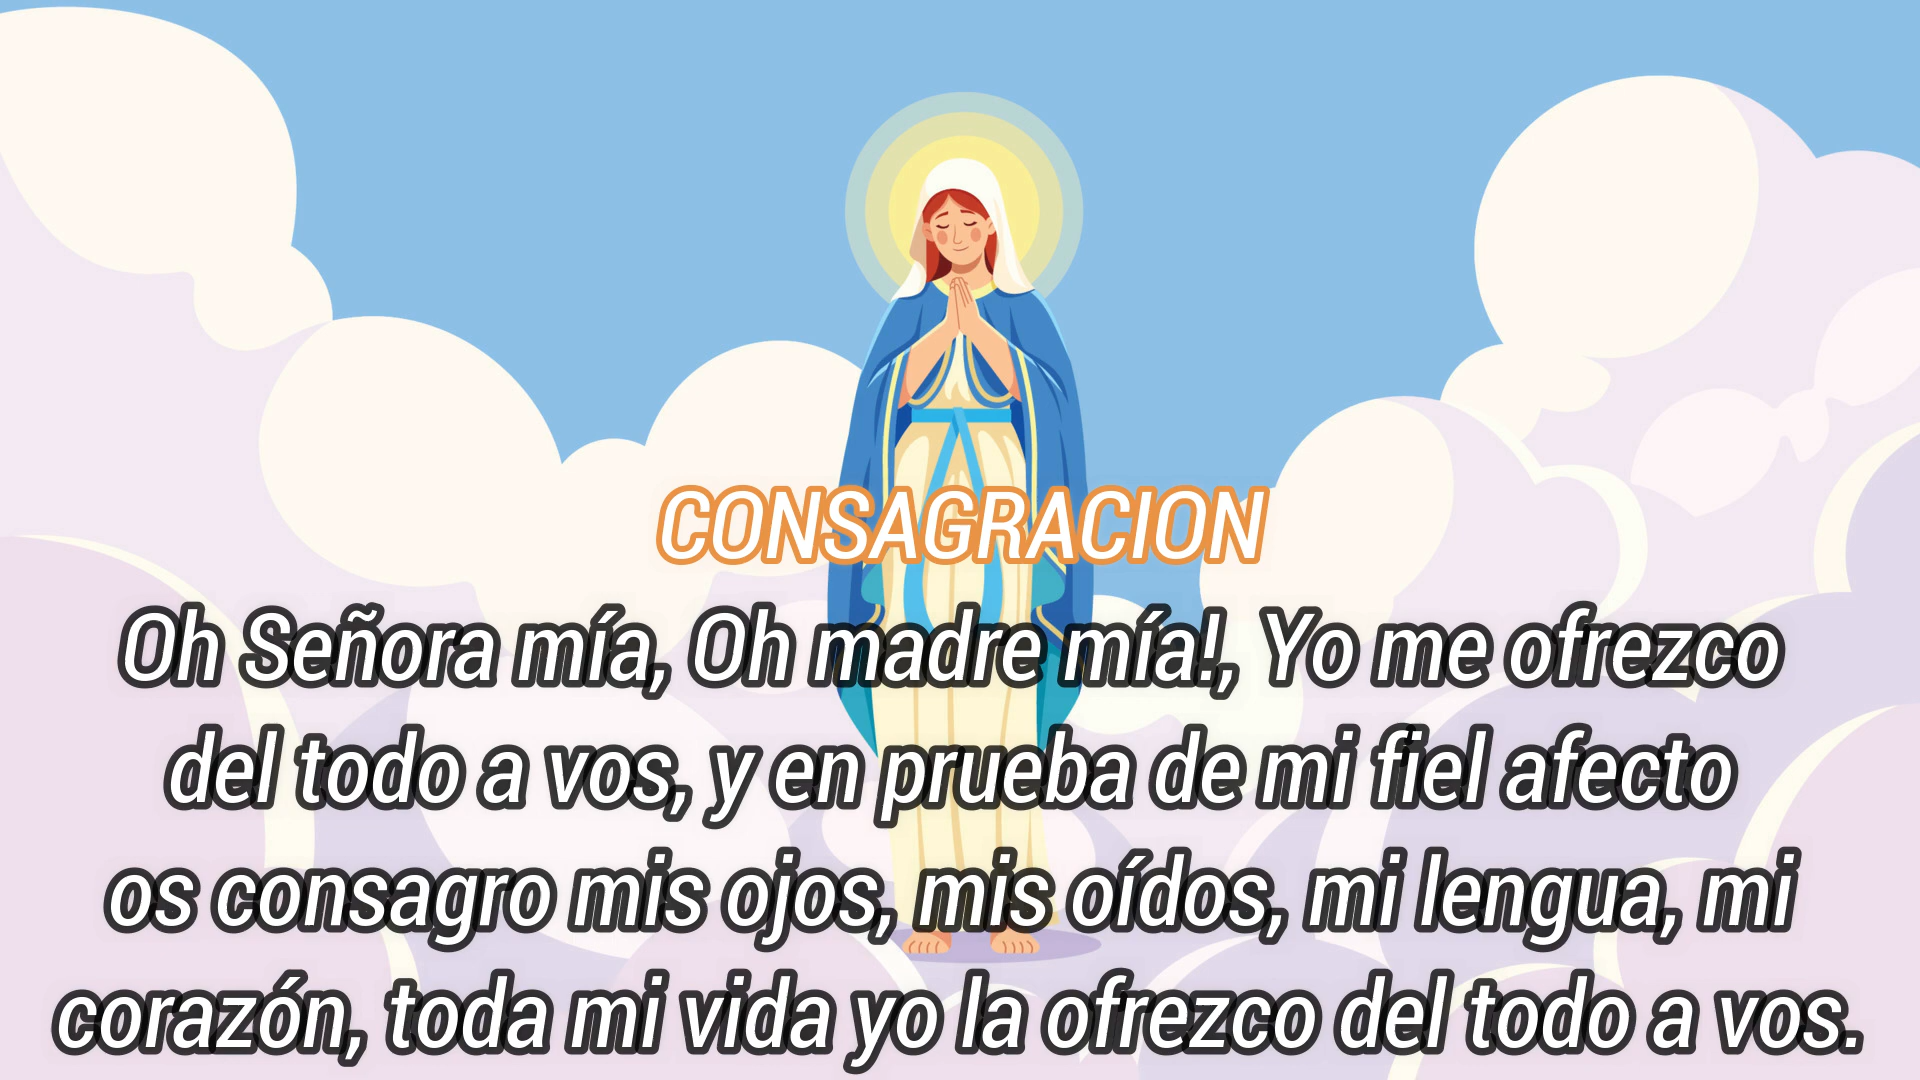 CONSAGRACION
Oh Señora mía, Oh madre mía!, Yo me ofrezco
del todo a vos, y en prueba de mi fiel afecto
os consagro mis ojos, mis oídos, mi lengua, mi
corazón, toda mi vida yo la ofrezco del todo a vos.